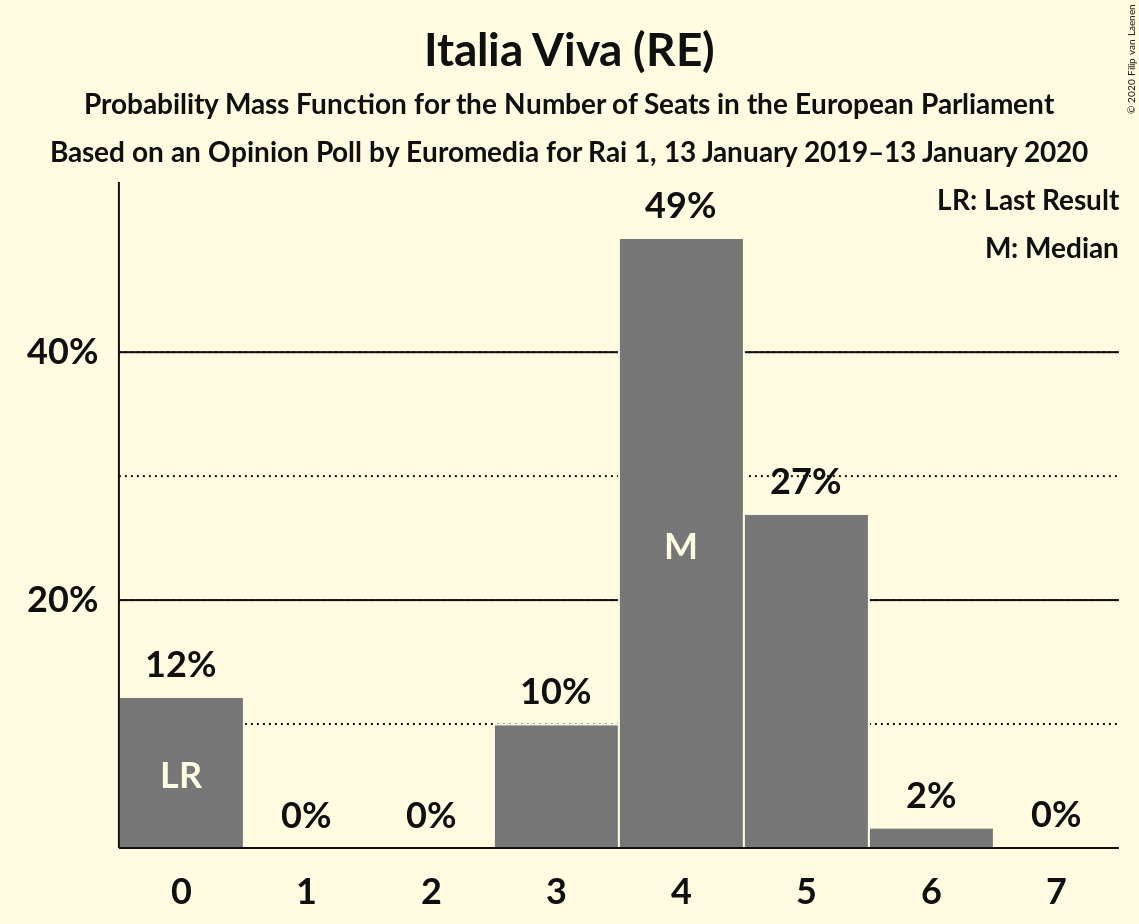 Italia Viva (RE)
Probability Mass Function for the Number of Seats in the European Parliament
Based on an Opinion Poll by Euromedia for Rai 1, 13 January 2019–13 January 2020
© 2020 Filip van Laenen
LR: Last Result
M: Median
49%
40%
27%
M
20%
12%
10%
LR
0%
0%
2%
0%
0 1 2 3 4 5 6 7